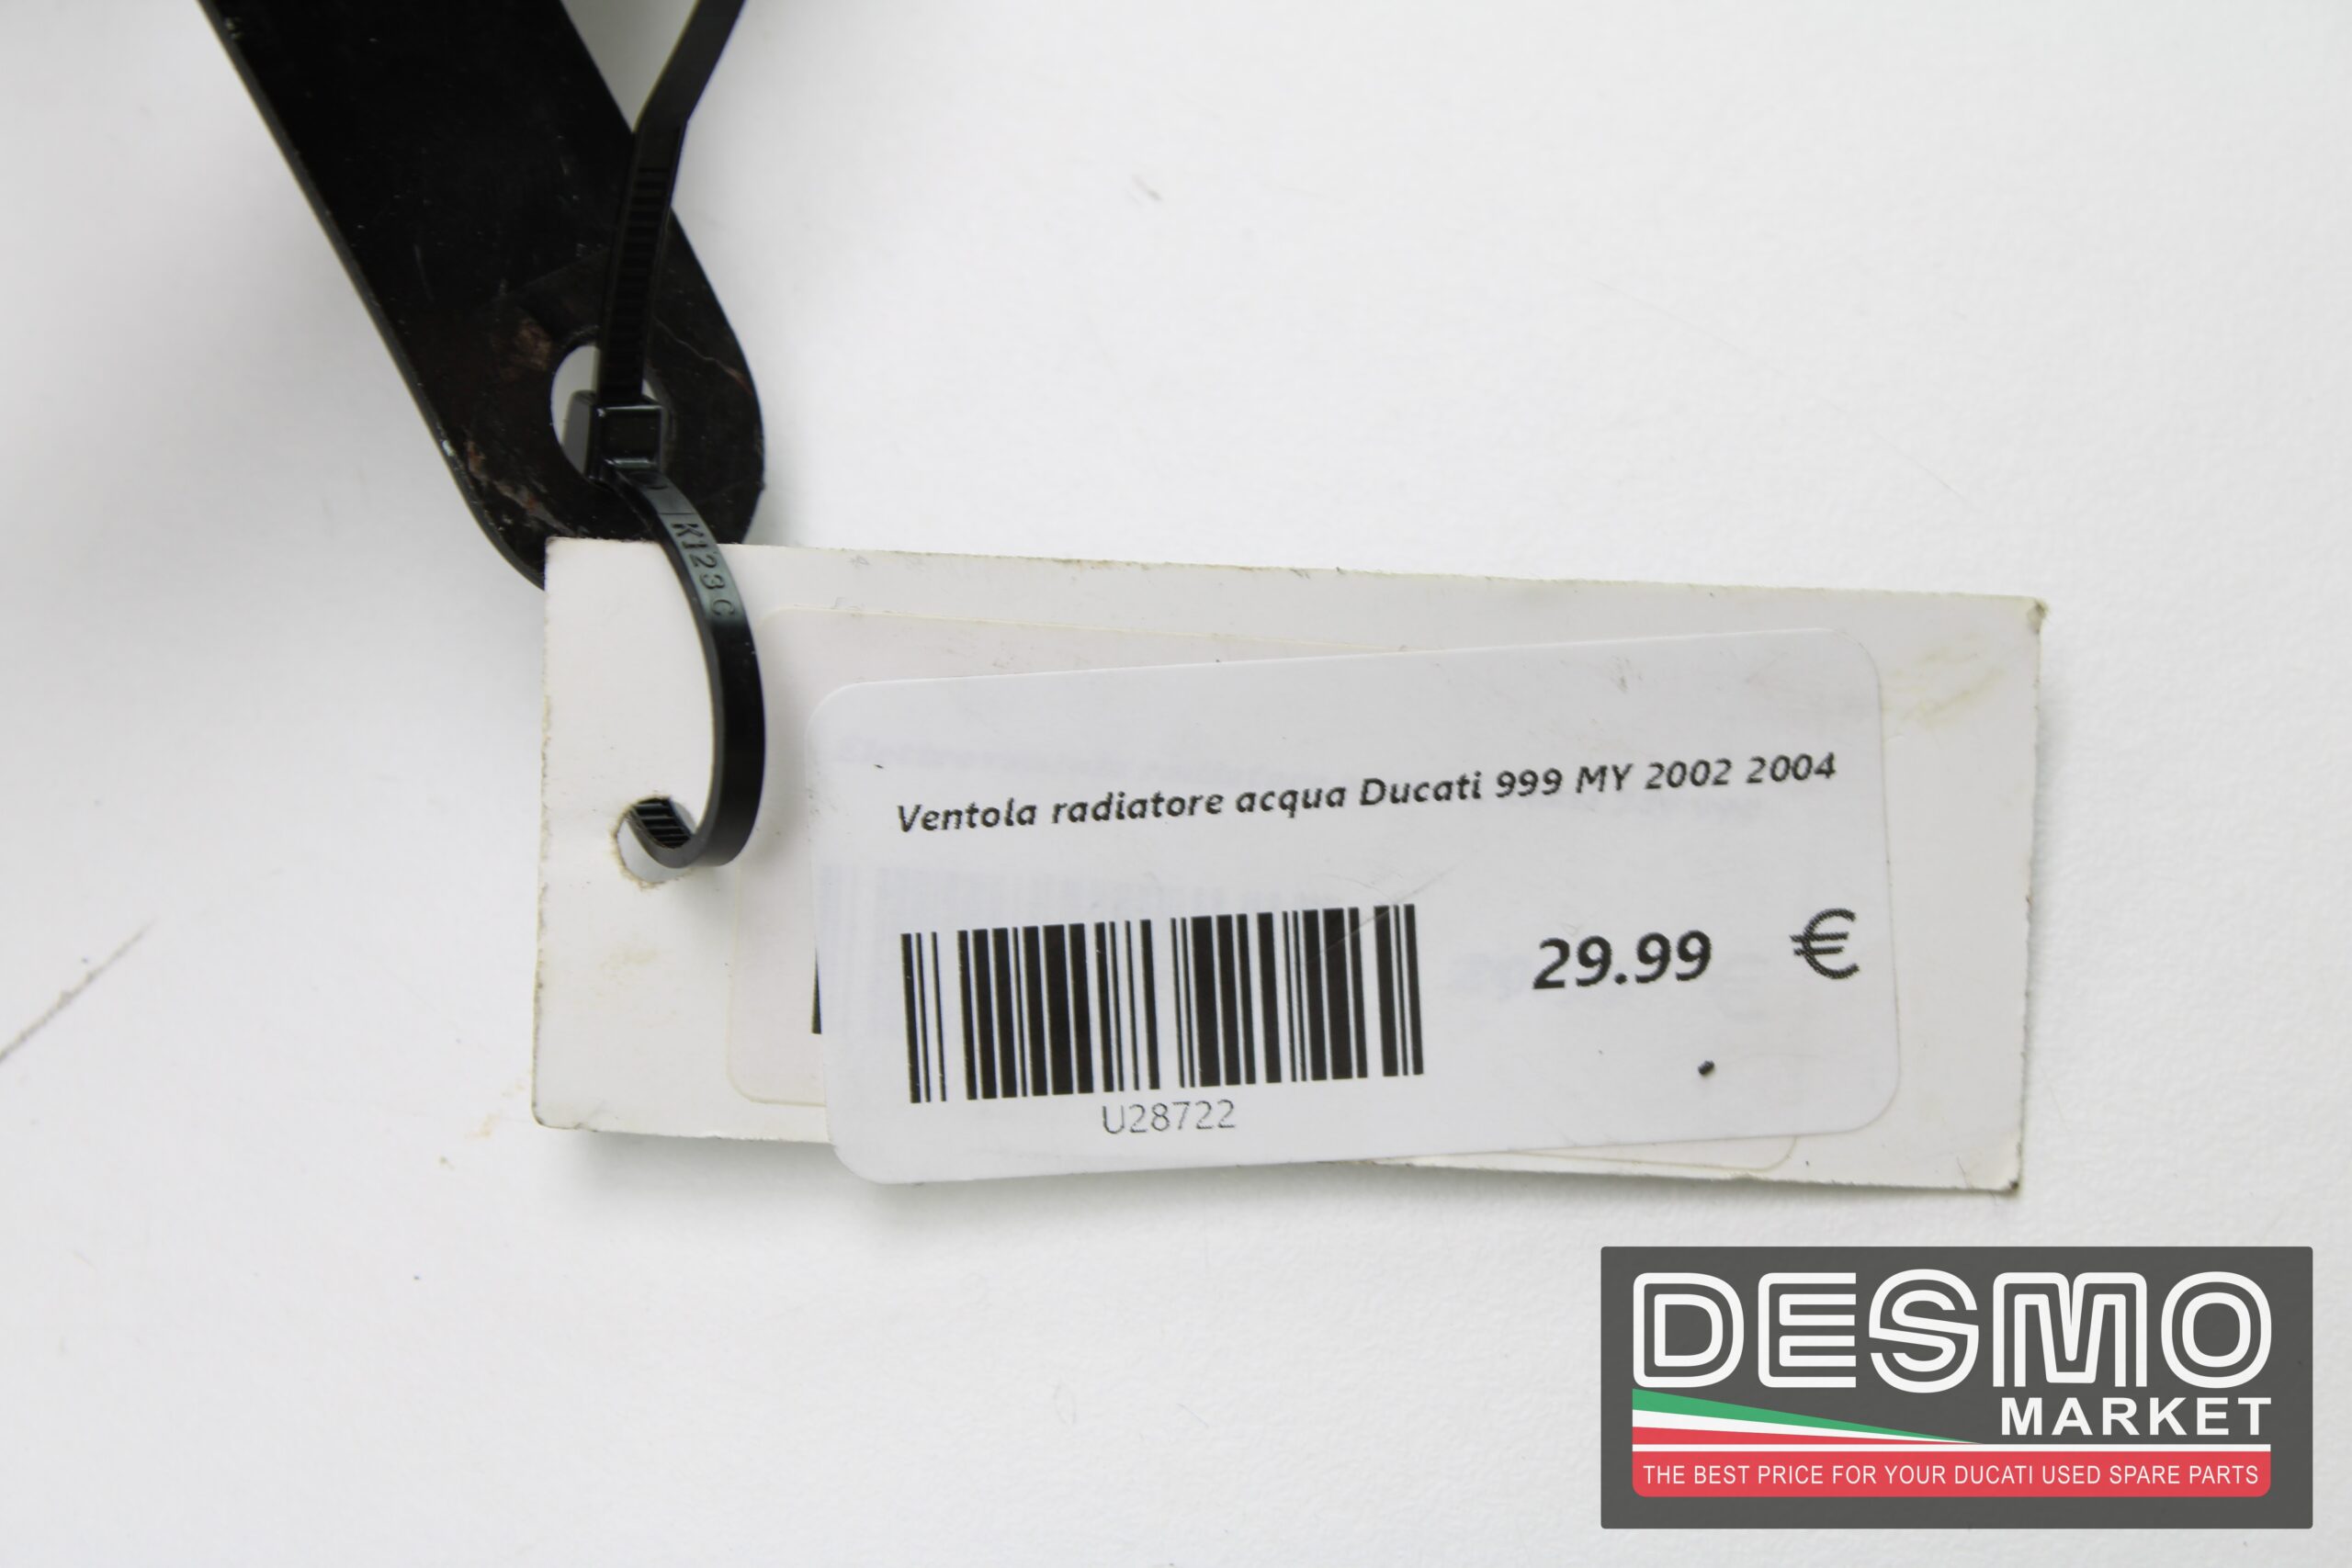 K123C
Ventola radiatore acqua Ducati 999 MY 2002 2004
29.99 €
U28722
DESMO
MARKET
THE BEST PRICE FOR YOUR DUCATI USED SPARE PARTS